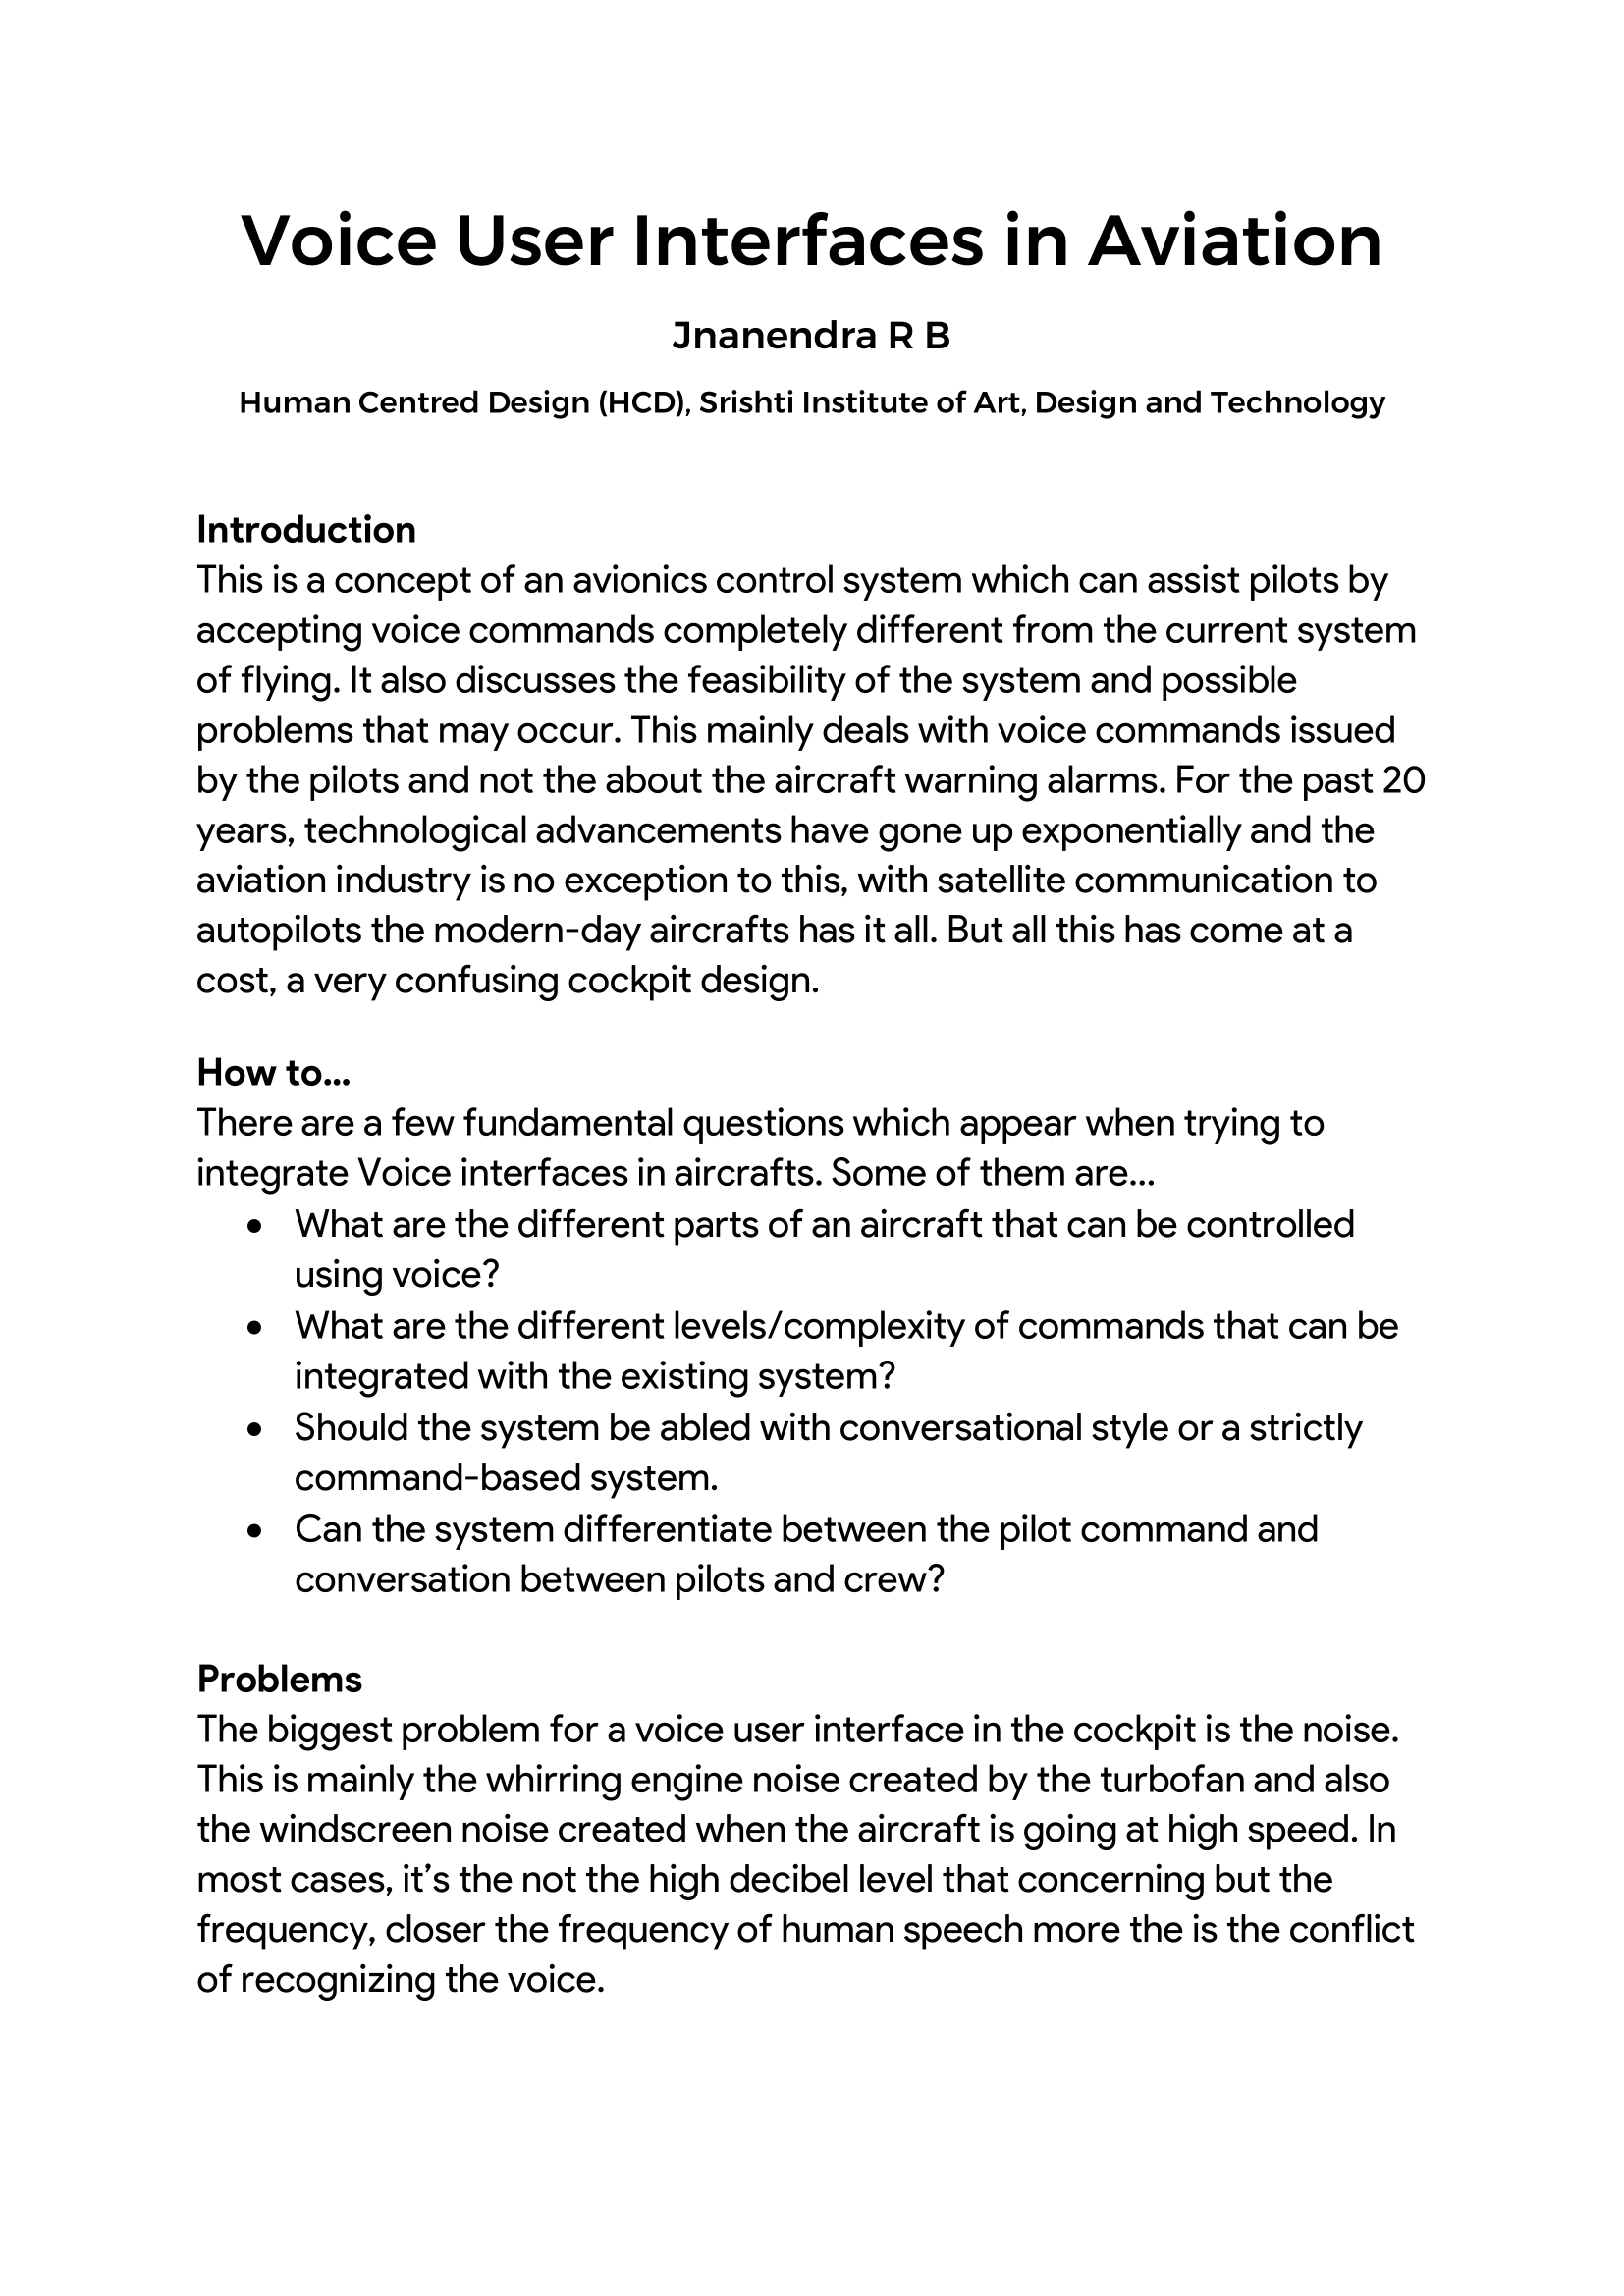 Voice User Interfaces in Aviation
Jnanendra R B
Human Centred Design (HCD), Srishti Institute of Art, Design and Technology
Introduction
This is a concept of an avionics control system which can assist pilots by
accepting voice commands completely different from the current system
of flying. It also discusses the feasibility of the system and possible
problems that may occur. This mainly deals with voice commands issued
by the pilots and not the about the aircraft warning alarms. For the past 20
years, technological advancements have gone up exponentially and the
aviation industry is no exception to this, with satellite communication to
autopilots the modern-day aircrafts has it all. But all this has come at a
cost, a very confusing cockpit design.
How to...
There are a few fundamental questions which appear when trying to
integrate Voice interfaces in aircrafts. Some of them are...
• What are the different parts of an aircraft that can be controlled
using voice?
• What are the different levels/complexity of commands that can be
integrated with the existing system?
• Should the system be abled with conversational style or a strictly
command-based system.
• Can the system differentiate between the pilot command and
conversation between pilots and crew?
Problems
The biggest problem for a voice user interface in the cockpit is the noise.
This is mainly the whirring engine noise created by the turbofan and also
the windscreen noise created when the aircraft is going at high speed. In
most cases, it’s the not the high decibel level that concerning but the
frequency, closer the frequency of human speech more the is the conflict
of recognizing the voice.